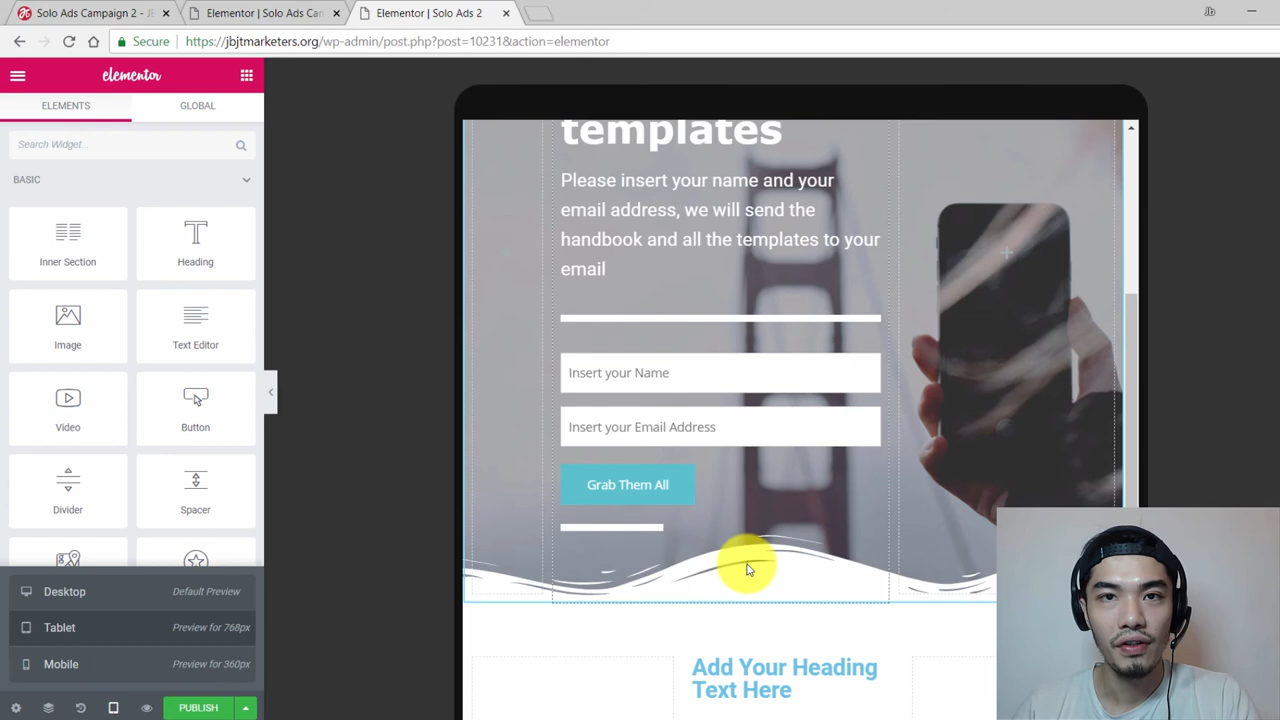 Solo Ads Campaign 2 - JB
Elementor | Solo Ads Cam
Elementor | Solo Ads 2
Jb
Secure
https://jbjtmarketers.org/wp-admin/post.php?post=10231&action=elementor
elementor
ELEMENTS
GLOBAL
Search Widget...
BASIC
Inner Section
Heading
Image
Text Editor
Video
Button
Divider
Spacer
Desktop
Default Preview
Tablet
Preview for 768px
Mobile
Preview for 360px
PUBLISH
templates
Please insert your name and your
email address, we will send the
handbook and all the templates to your
email
Insert your Name
Insert your Email Address
Grab Them All
Add Your Heading
Text Here